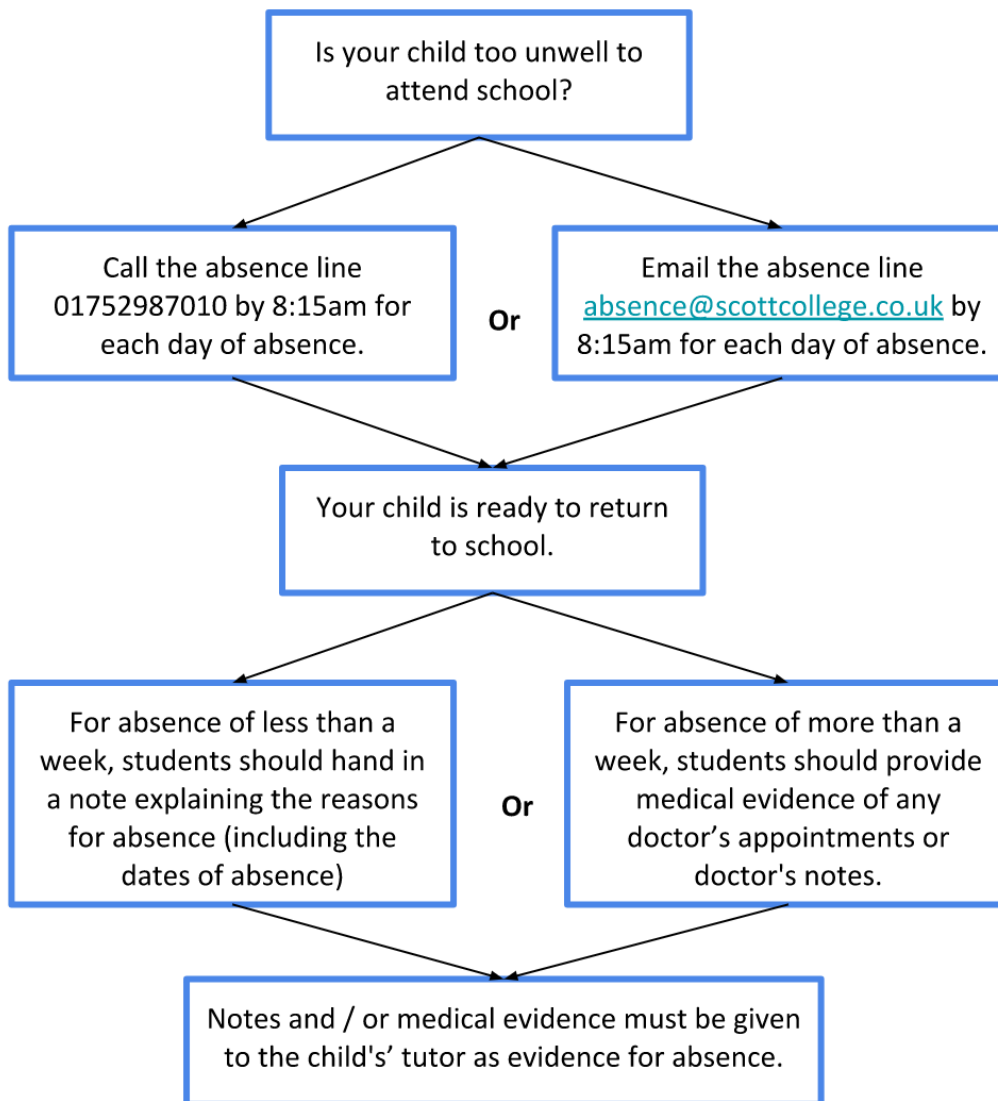 Is your child too unwell to
attend school?
Call the absence line
01752987010 by 8:15am for
each day of absence.
Or
Email the absence line
absence@scottcollege.co.uk by
8:15am for each day of absence.
Your child is ready to return
to school.
For absence of less than a
week, students should hand in
a note explaining the reasons
for absence (including the
dates of absence)
Or
For absence of more than a
week, students should provide
medical evidence of any
doctor’s appointments or
doctor's notes.
Notes and / or medical evidence must be given
to the child's’ tutor as evidence for absence.